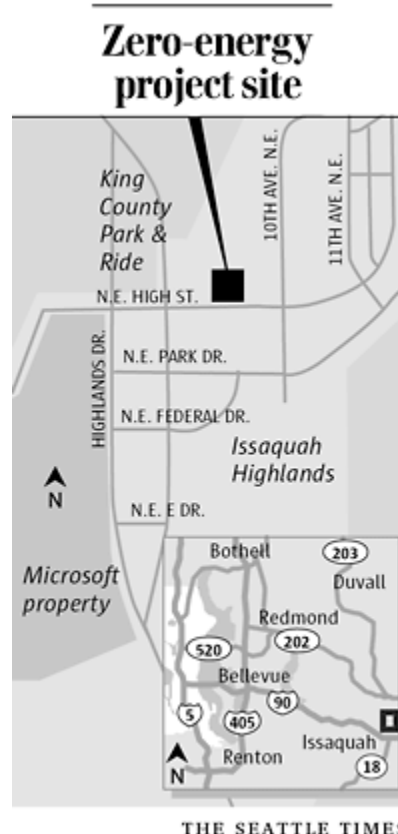 Zero-energy
project site
King
County
Park &
Ride
10TH AVE. N.E.
11TH AVE. N.E.
N.E. HIGH ST.
HIGHLANDS DR.
N.E. PARK DR.
N.E. FEDERAL DR.
Issaquah
Highlands
N
N.E. E DR.
Microsoft
property
Bothell
203
Duvall
Redmond
202
520
Bellevue
90
5
405
Issaquah
Renton
18
N
THE SEATTLE TIMES